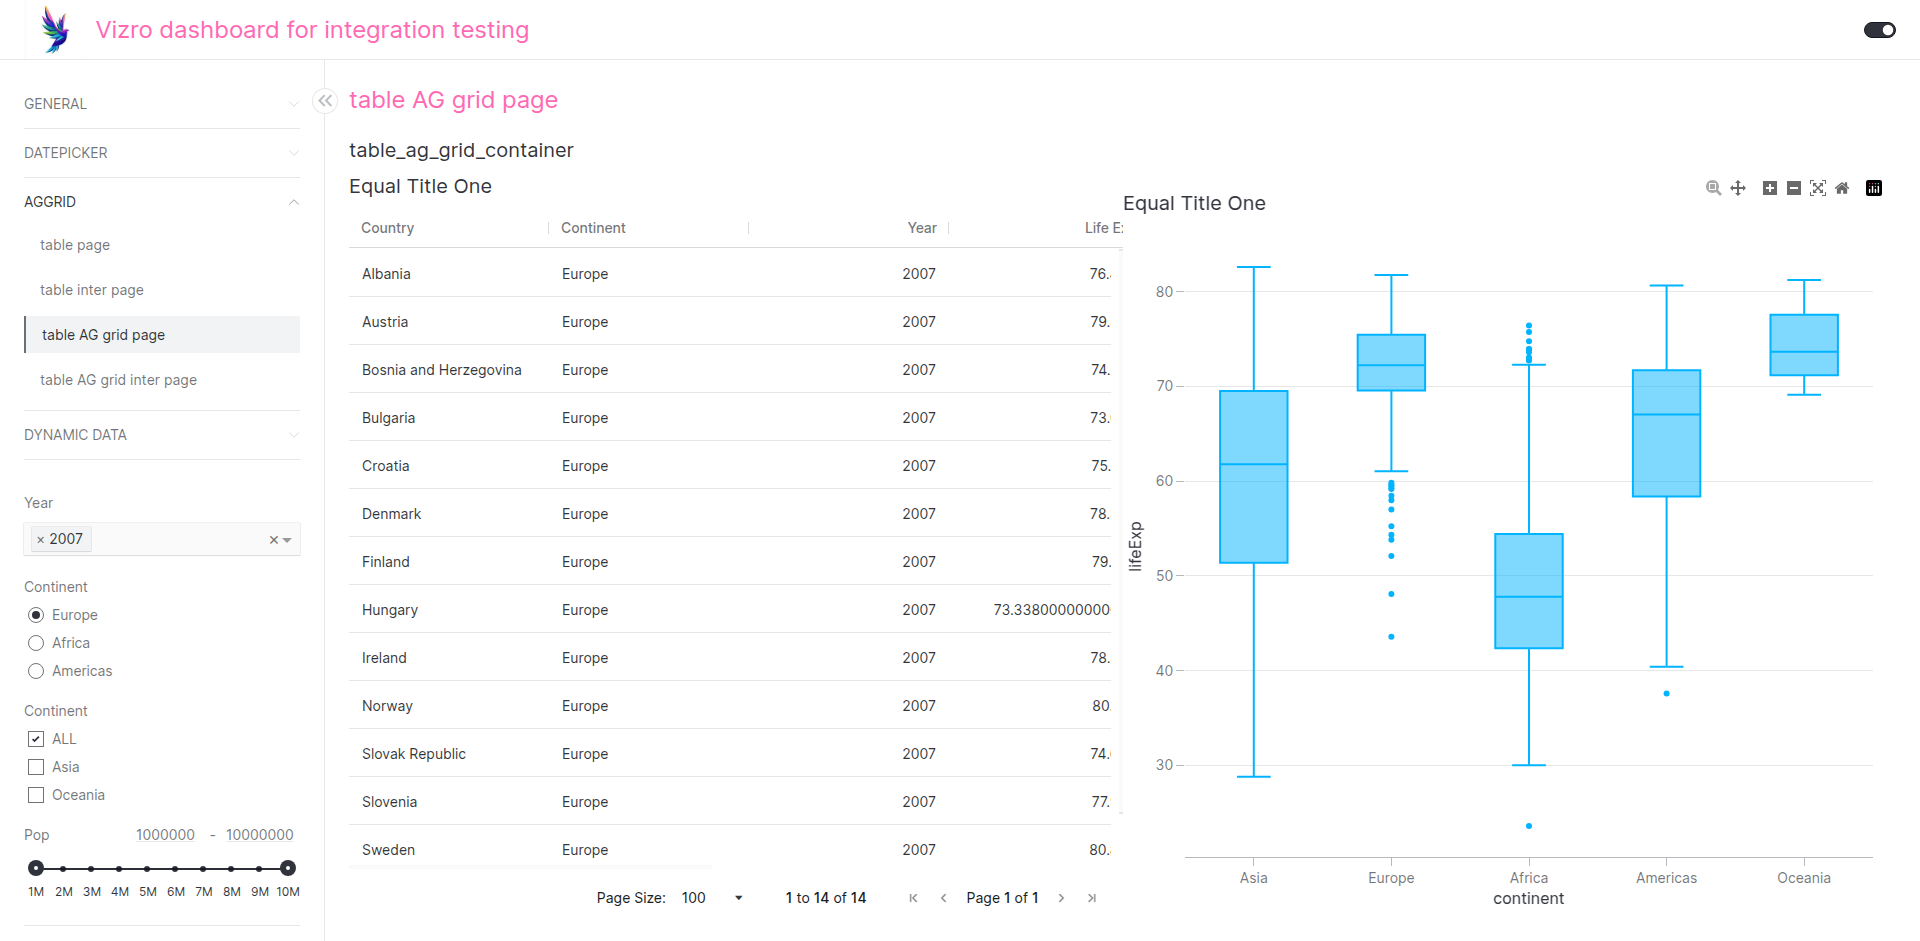 Vizro dashboard for integration testing
GENERAL
DATEPICKER
AGGRID
table page
table inter page
table AG grid page
table AG grid inter page
DYNAMIC DATA
Year
× 2007
Continent
Europe
Africa
Americas
Continent
ALL
Asia
Oceania
Pop 1000000 - 10000000
1M 2M 3M 4M 5M 6M 7M 8M 9M 10M
table AG grid page
table_ag_grid_container
Equal Title One
Country Continent Year Life E
Albania Europe 2007 76.
Austria Europe 2007 79.
Bosnia and Herzegovina Europe 2007 74.
Bulgaria Europe 2007 73.
Croatia Europe 2007 75.
Denmark Europe 2007 78.
Finland Europe 2007 79.
Hungary Europe 2007 73.33800000000
Ireland Europe 2007 78.
Norway Europe 2007 80
Slovak Republic Europe 2007 74.
Slovenia Europe 2007 77.
Sweden Europe 2007 80.
Page Size: 100 1 to 14 of 14 Page 1 of 1
Equal Title One
80
70
60
50
40
30
lifeExp
Asia Europe Africa Americas Oceania
continent